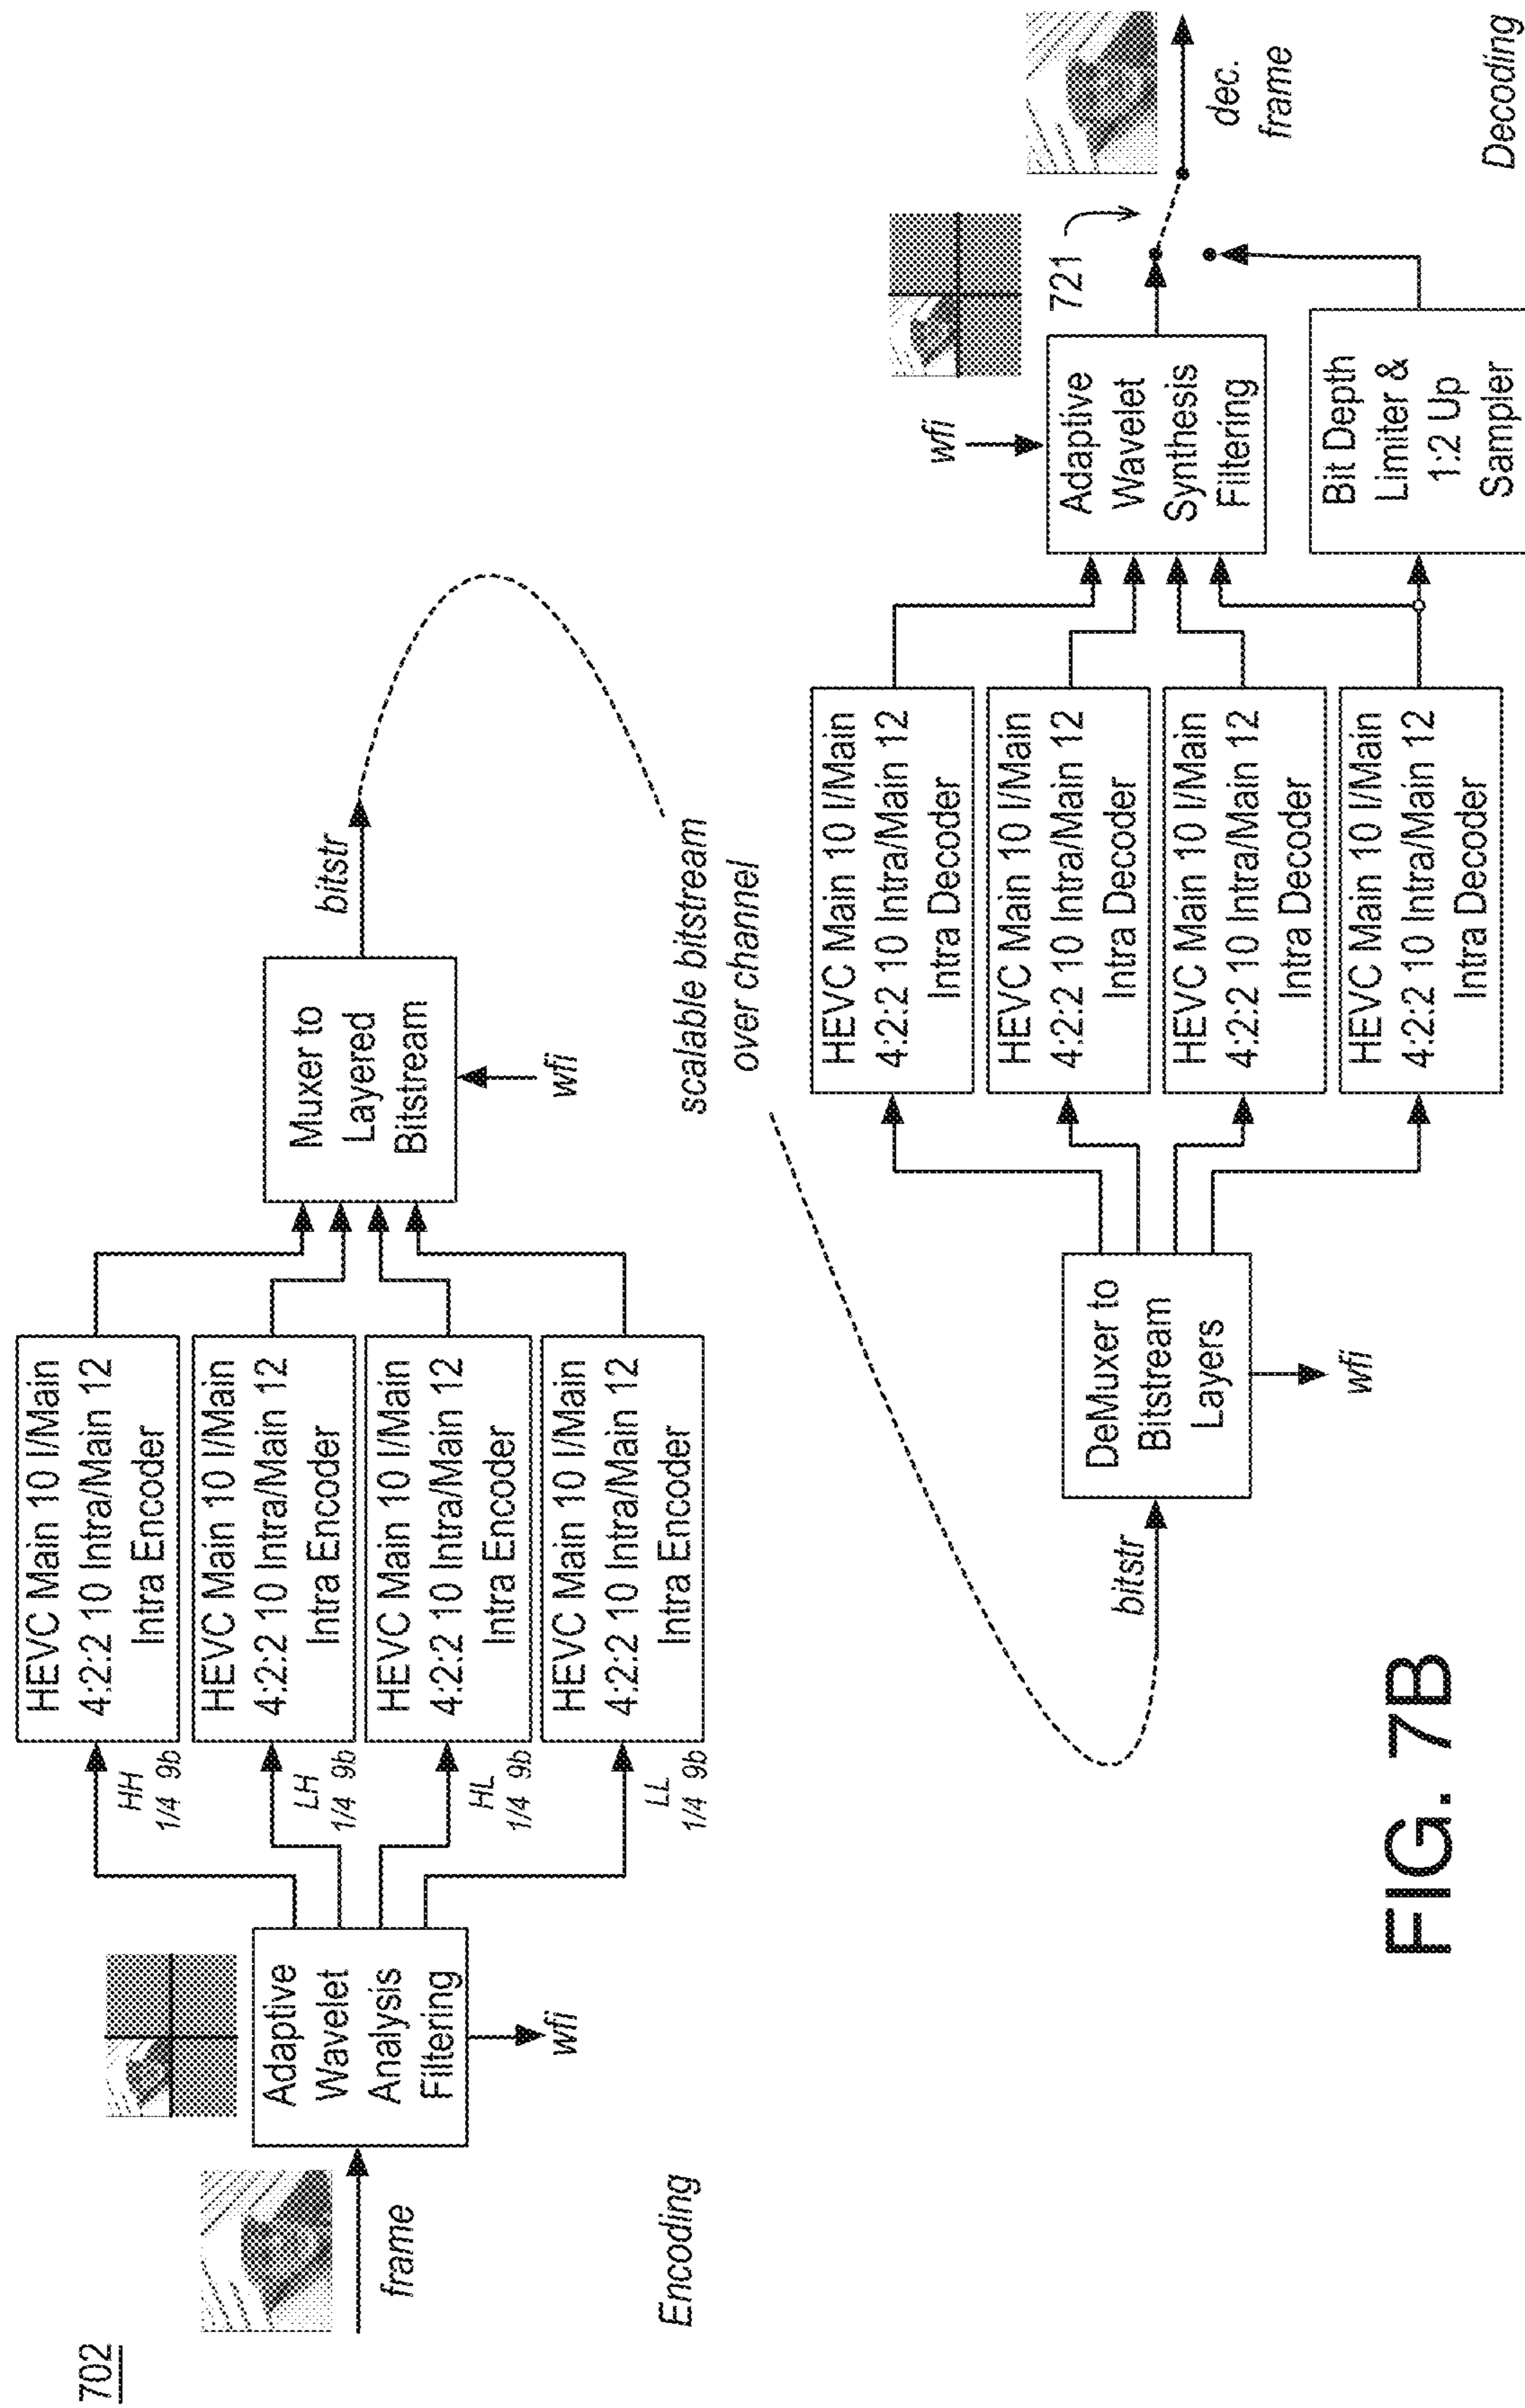 702
frame
Encoding
Adaptive
Wavelet
Analysis
Filtering
wfi
HH
1/4 9b
LH
1/4 9b
HL
1/4 9b
LL
1/4 9b
HEVC Main 10 I/Main
4:2:2 10 Intra/Main 12
Intra Encoder
HEVC Main 10 I/Main
4:2:2 10 Intra/Main 12
Intra Encoder
HEVC Main 10 I/Main
4:2:2 10 Intra/Main 12
Intra Encoder
HEVC Main 10 I/Main
4:2:2 10 Intra/Main 12
Intra Encoder
Muxer to
Layered
Bitstream
wfi
bitstr
scalable bitstream
over channel
bitstr
DeMuxer to
Bitstream
Layers
wfi
HEVC Main 10 I/Main
4:2:2 10 Intra/Main 12
Intra Decoder
HEVC Main 10 I/Main
4:2:2 10 Intra/Main 12
Intra Decoder
HEVC Main 10 I/Main
4:2:2 10 Intra/Main 12
Intra Decoder
HEVC Main 10 I/Main
4:2:2 10 Intra/Main 12
Intra Decoder
wfi
Adaptive
Wavelet
Synthesis
Filtering
Bit Depth
Limiter &
1:2 Up
Sampler
721
dec.
frame
Decoding
FIG. 7B